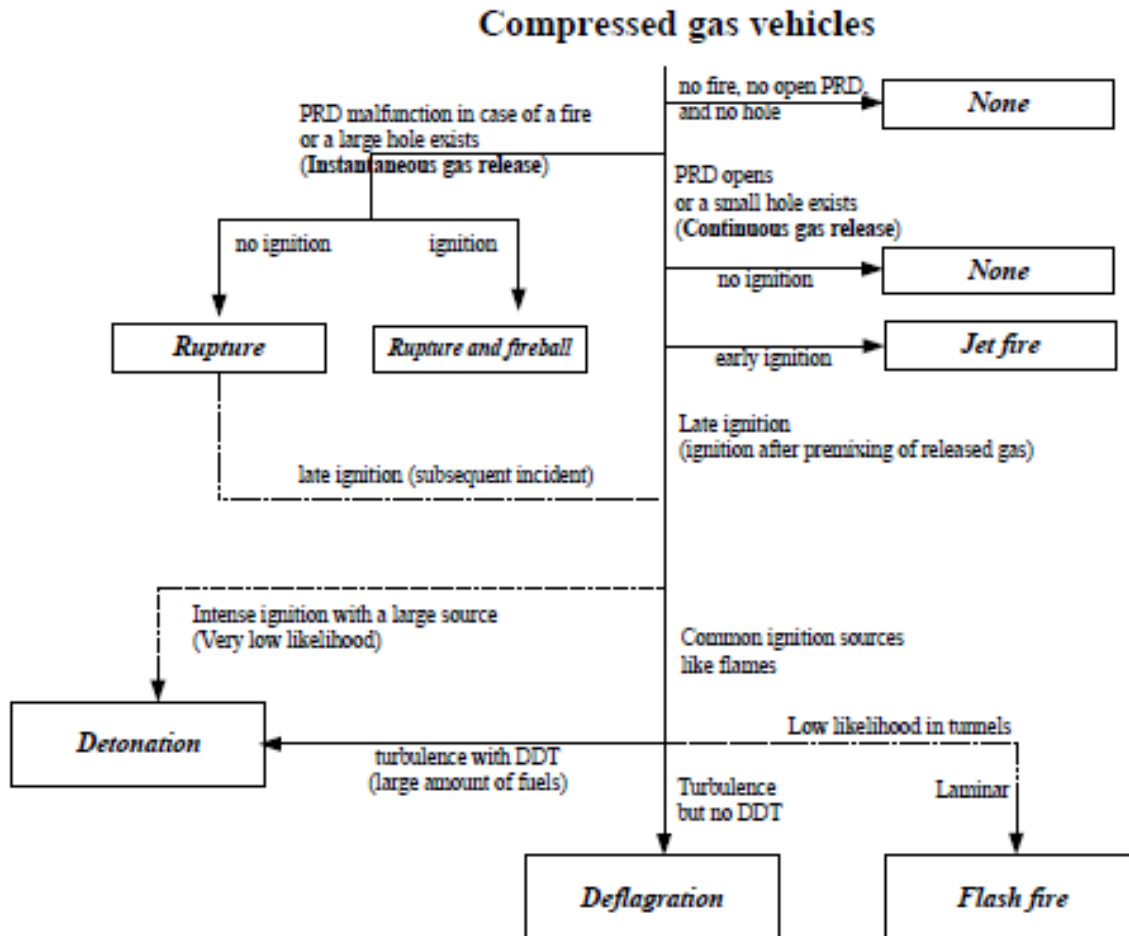 Compressed gas vehicles
no fire, no open PRD,
and no hole
None
PRD malfunction in case of a fire
or a large hole exists
(Instantaneous gas release)
PRD opens
or a small hole exists
(Continuous gas release)
no ignition
ignition
no ignition
None
Rupture
Rupture and fireball
early ignition
Jet fire
Late ignition
(ignition after premixing of released gas)
late ignition (subsequent incident)
Intense ignition with a large source
(Very low likelihood)
Common ignition sources
like flames
Detonation
Low likelihood in tunnels
turbulence with DDT
(large amount of fuels)
Turbulence
but no DDT
Laminar
Deflagration
Flash fire